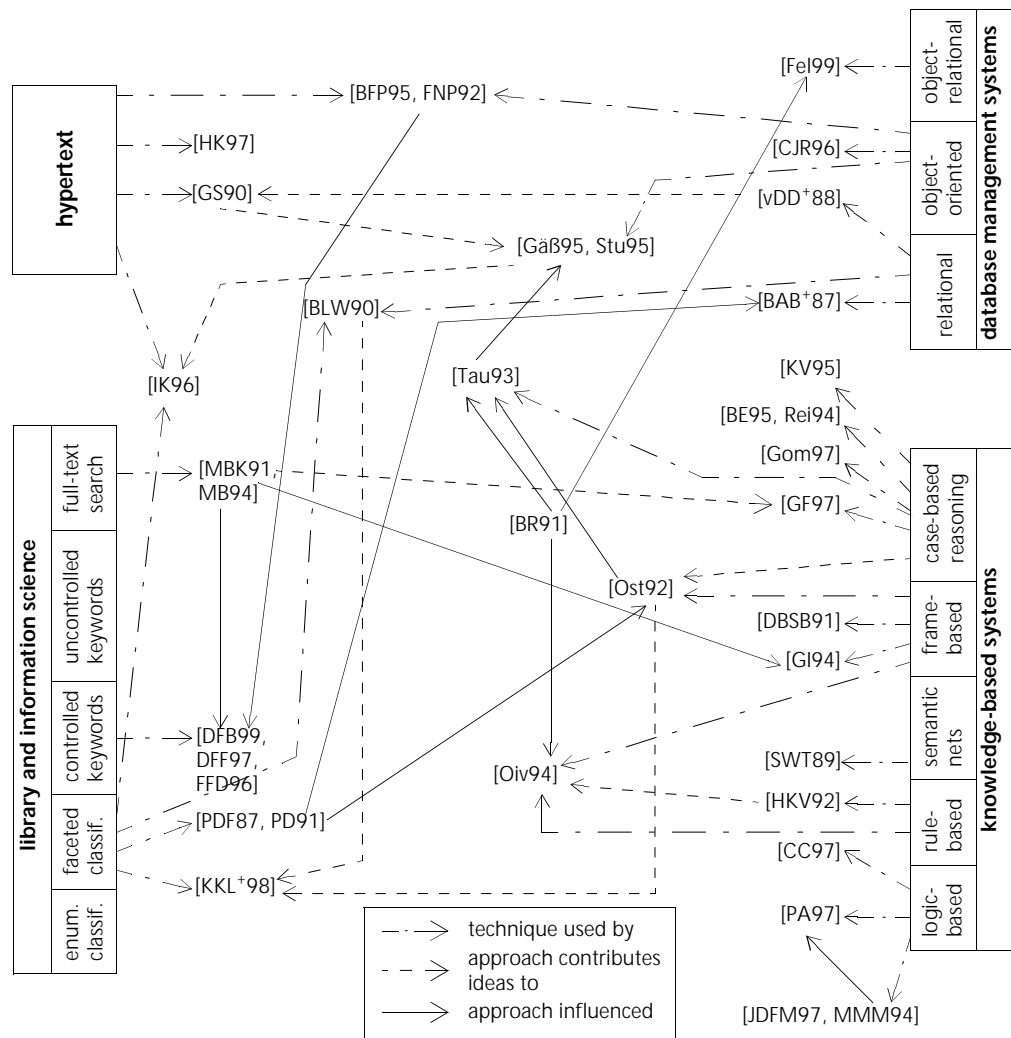 hypertext
library and information science
full-text
search
uncontrolled
keywords
controlled
keywords
faceted
classif.
enum.
classif.
[BFP95, FNP92]
[HK97]
[GS90]
[Gäß95, Stu95]
[BLW90]
[IK96]
[Tau93]
[MBK91,
MB94]
[BR91]
[Ost92]
[DFB99,
DFF97,
FFD96]
[Oiv94]
[PDF87, PD91]
[KKL+98]
[Fel99]
[CJR96]
[vDD+88]
[BAB+87]
[KV95]
[BE95, Rei94]
[Gom97]
[GF97]
[DBSB91]
[GI94]
[SWT89]
[HKV92]
[CC97]
[PA97]
[JDFM97, MMM94]
object-
relational
object-
oriented
relational
database management systems
case-based
reasoning
frame-
based
semantic
nets
rule-
based
logic-
based
knowledge-based systems
technique used by
approach contributes
ideas to
approach influenced